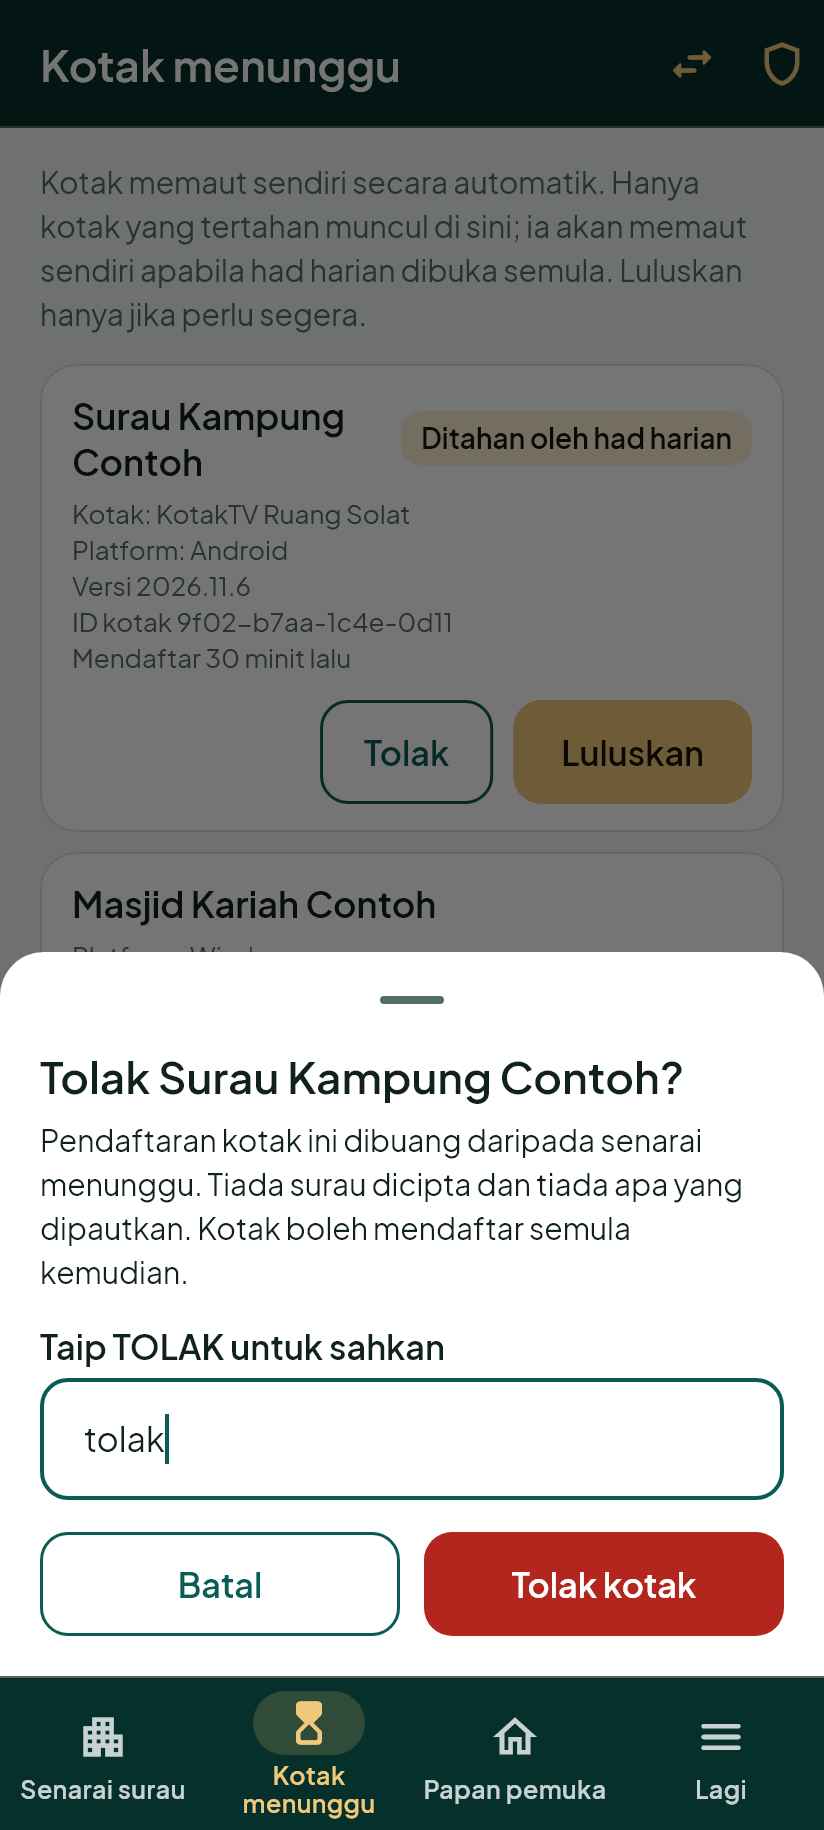 Kotak menunggu
Kotak memaut sendiri secara automatik. Hanya
kotak yang tertahan muncul di sini; ia akan memaut
sendiri apabila had harian dibuka semula. Luluskan
hanya jika perlu segera.
Surau Kampung
Contoh
Ditahan oleh had harian
Kotak: KotakTV Ruang Solat
Platform: Android
Versi 2026.11.6
ID kotak 9f02–b7aa-1c4e-0d11
Mendaftar 30 minit lalu
Tolak
Luluskan
Masjid Kariah Contoh
Tolak Surau Kampung Contoh?
Pendaftaran kotak ini dibuang daripada senarai
menunggu. Tiada surau dicipta dan tiada apa yang
dipautkan. Kotak boleh mendaftar semula
kemudian.
Taip TOLAK untuk sahkan
tolak
Batal
Tolak kotak
Senarai surau
Kotak
menunggu
Papan pemuka
Lagi